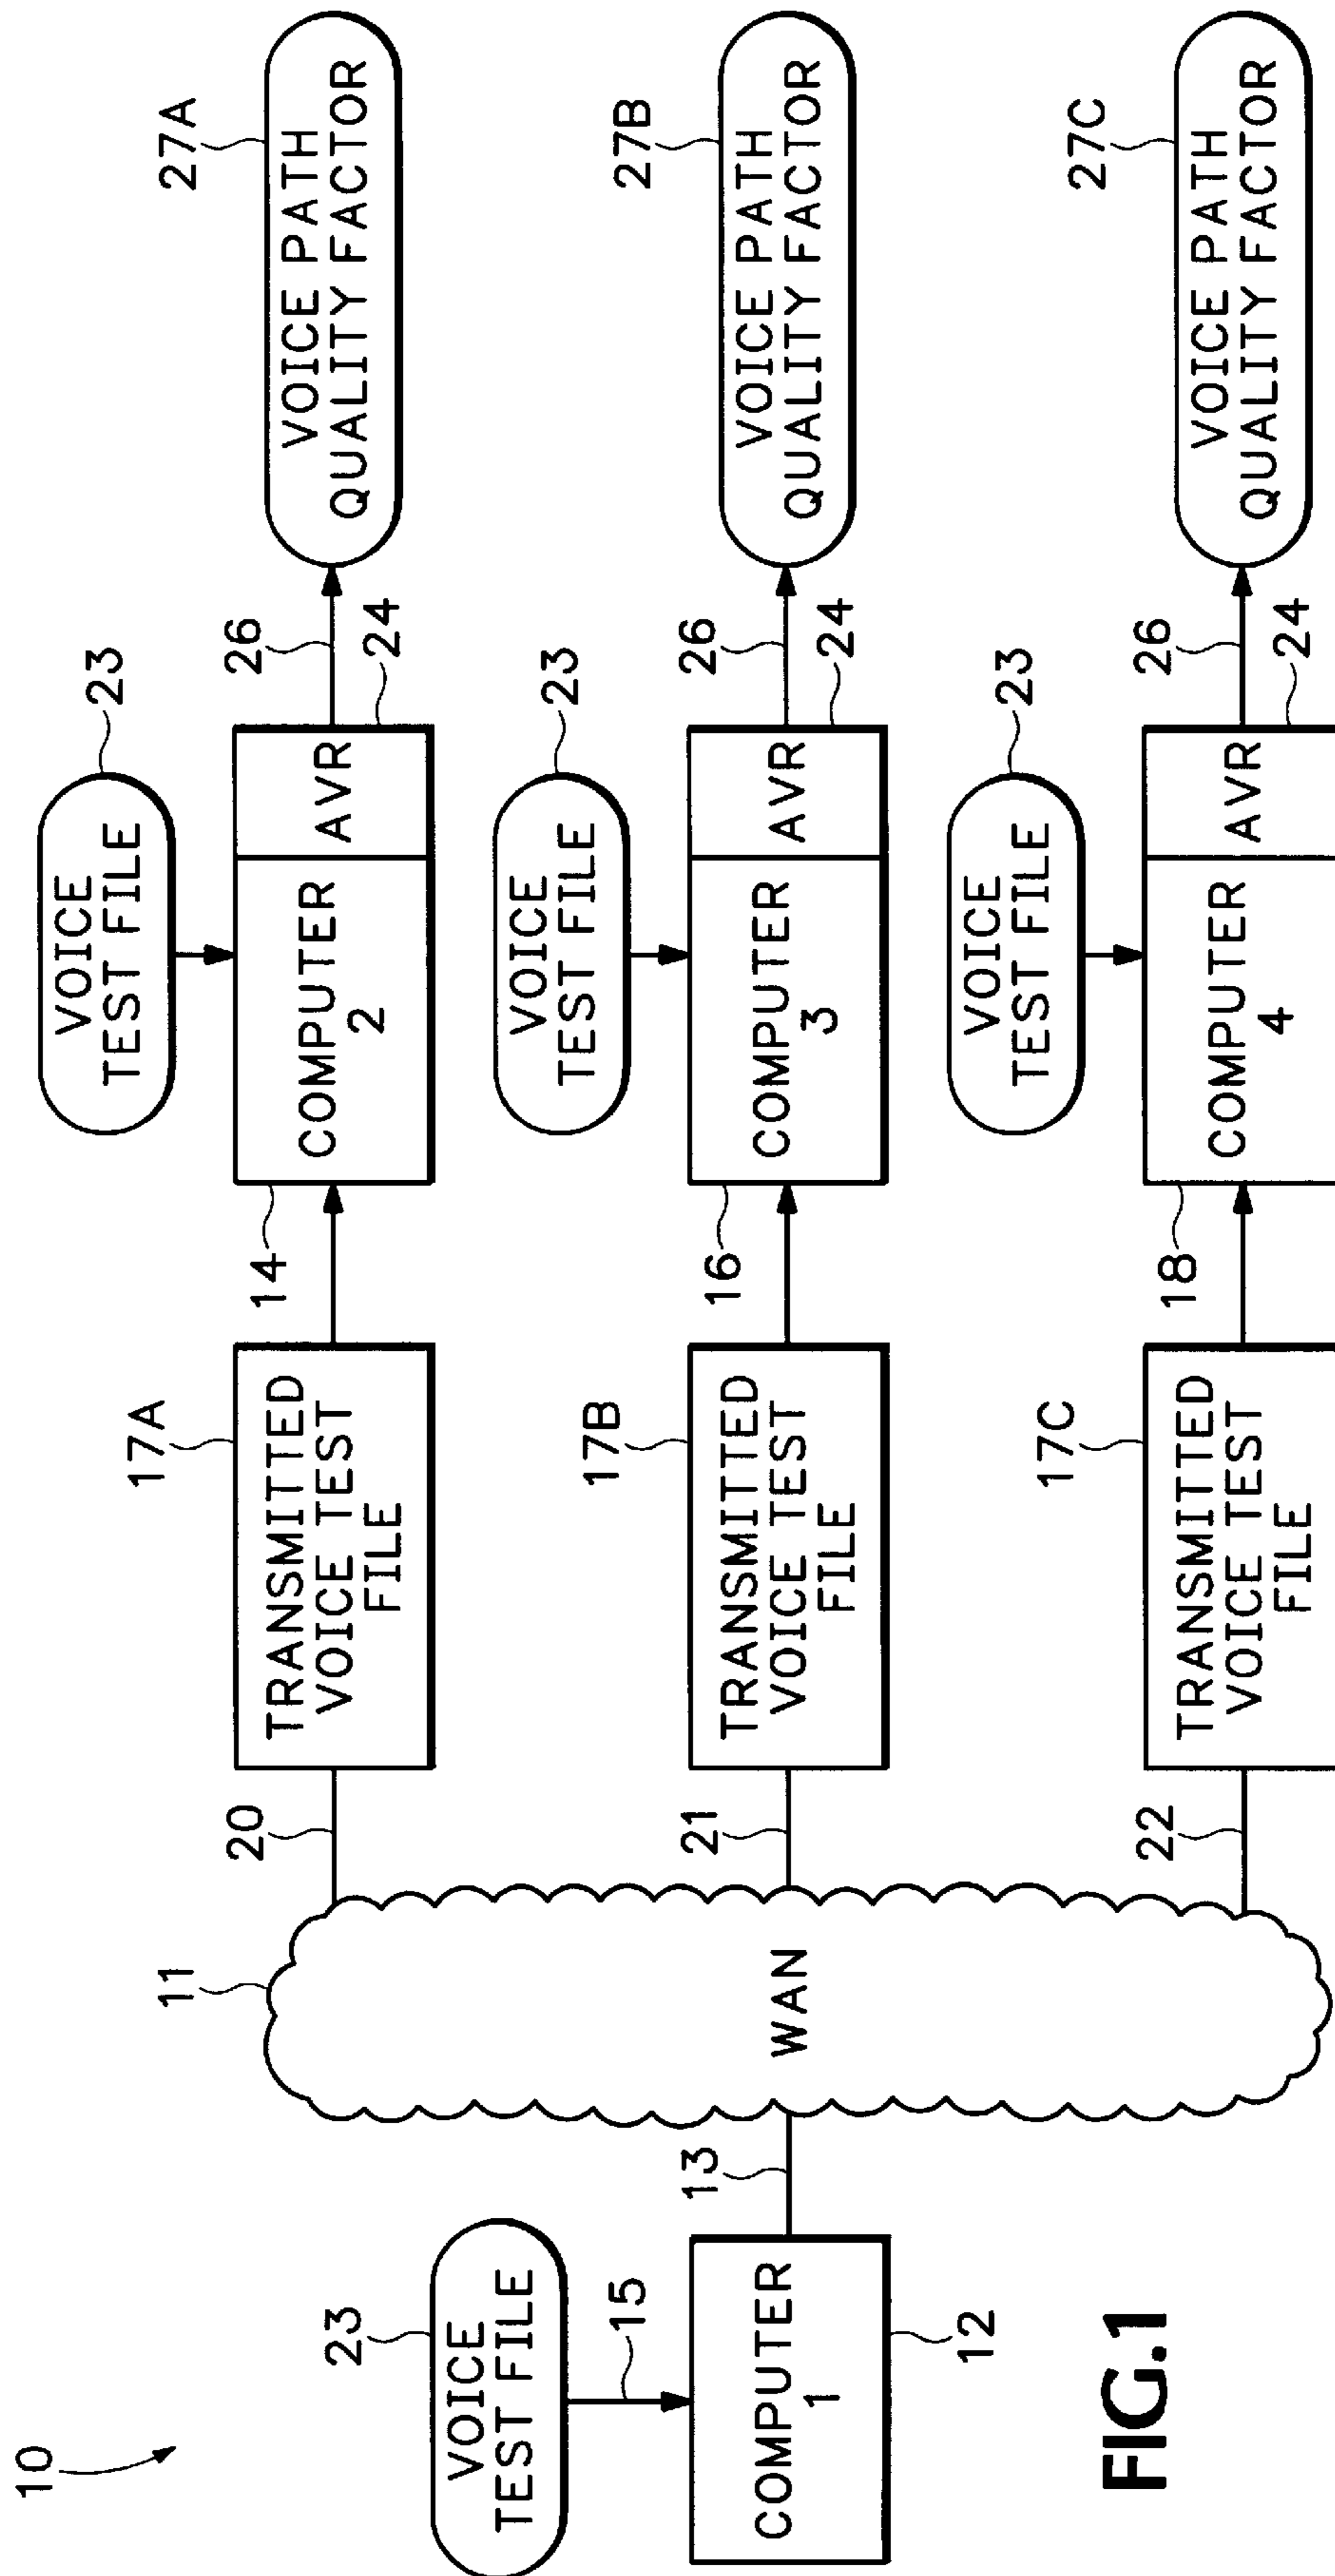 10
23
VOICE
TEST FILE
15
COMPUTER
1
12
13
11
WAN
20
17A
TRANSMITTED
VOICE TEST
FILE
14
23
VOICE
TEST FILE
COMPUTER
2
AVR
24
26
27A
VOICE PATH
QUALITY FACTOR
21
17B
TRANSMITTED
VOICE TEST
FILE
16
23
VOICE
TEST FILE
COMPUTER
3
AVR
24
26
27B
VOICE PATH
QUALITY FACTOR
22
17C
TRANSMITTED
VOICE TEST
FILE
18
23
VOICE
TEST FILE
COMPUTER
4
AVR
24
26
27C
VOICE PATH
QUALITY FACTOR
FIG.1